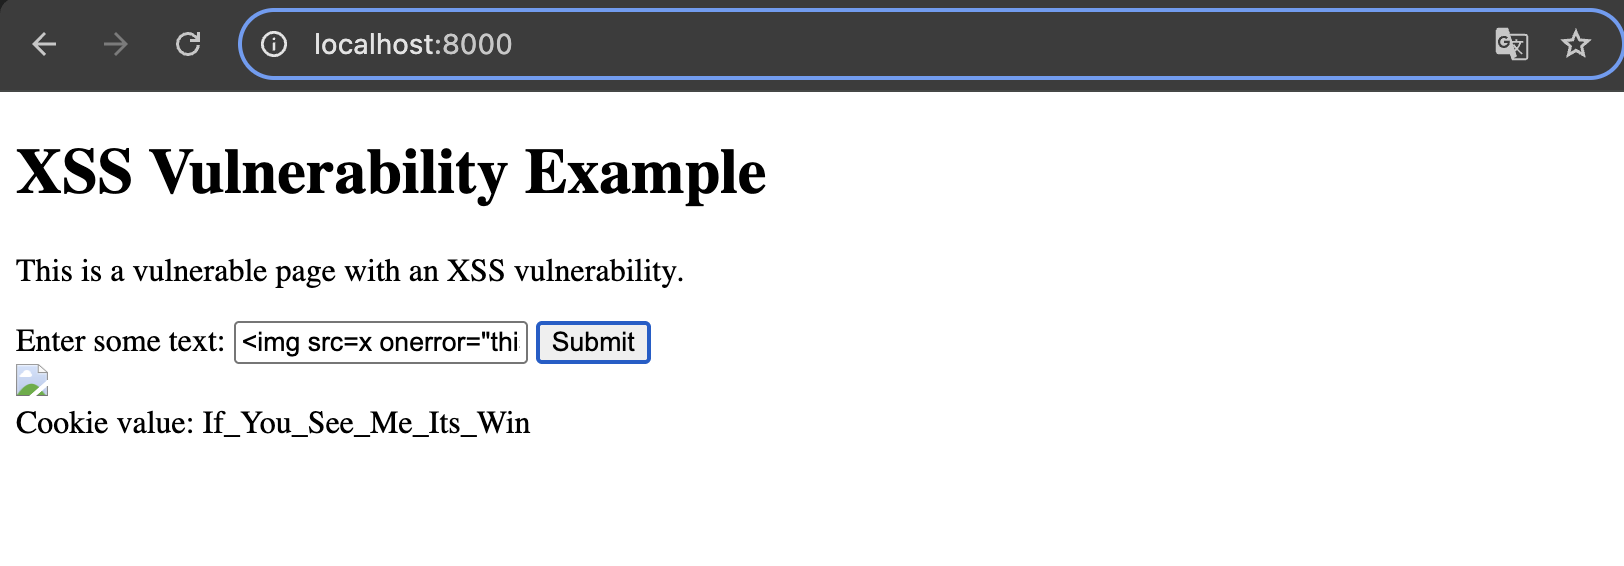 localhost:8000
XSS Vulnerability Example
This is a vulnerable page with an XSS vulnerability.
Enter some text: <img src=x onerror="thi Submit
Cookie value: If_You_See_Me_Its_Win